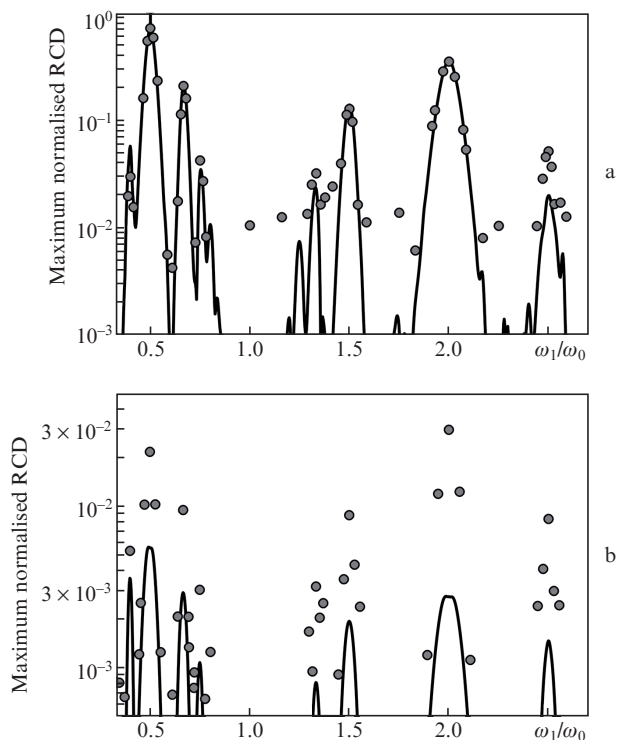 Maximum normalised RCD
10⁰
10⁻¹
10⁻²
10⁻³
0.5 1.0 1.5 2.0 ω₁/ω₀
a
Maximum normalised RCD
3 × 10⁻²
10⁻²
3 × 10⁻³
10⁻³
0.5 1.0 1.5 2.0 ω₁/ω₀
b